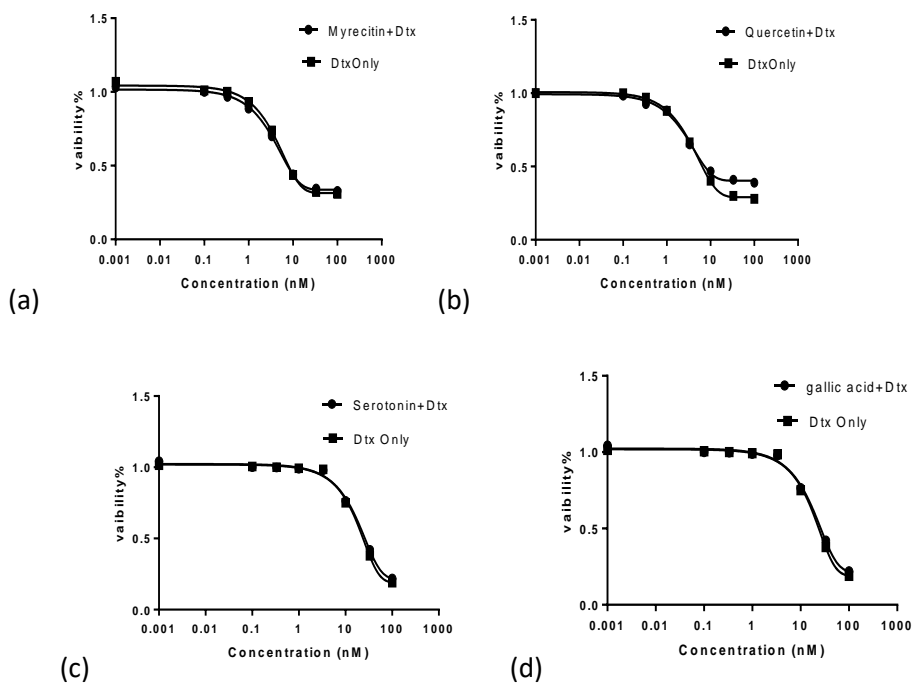 1.5
1.0
0.5
0.0
vaibility%
Myrecitin+Dtx
DtxOnly
0.001 0.01 0.1 1 10 100 1000
Concentration (nM)
(a)
1.5
1.0
0.5
0.0
vaibility%
Quercetin+Dtx
DtxOnly
0.001 0.01 0.1 1 10 100 1000
Concentration (nM)
(b)
1.5
1.0
0.5
0.0
viability%
Serotonin+Dtx
Dtx Only
0.001 0.01 0.1 1 10 100 1000
Concentration (nM)
(c)
1.5
1.0
0.5
0.0
viability%
gallic acid+Dtx
Dtx Only
0.001 0.01 0.1 1 10 100 1000
Concentration (nM)
(d)